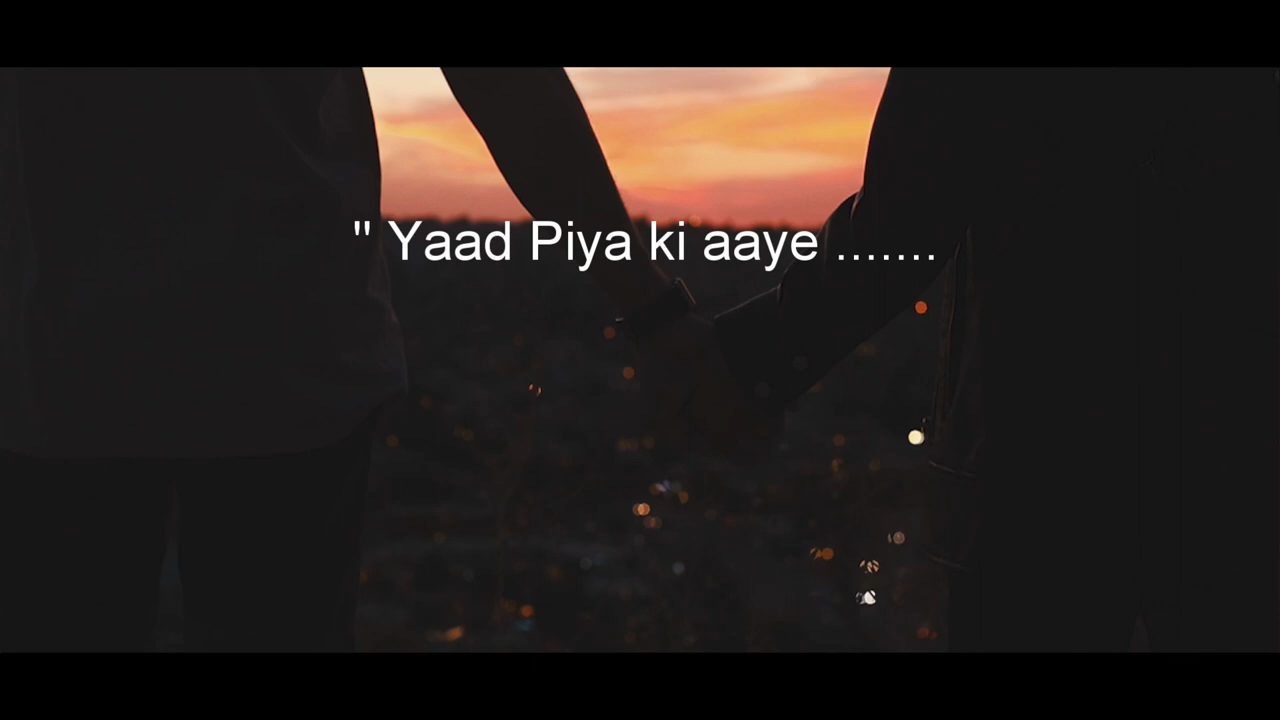 " Yaad Piya ki aaye .......